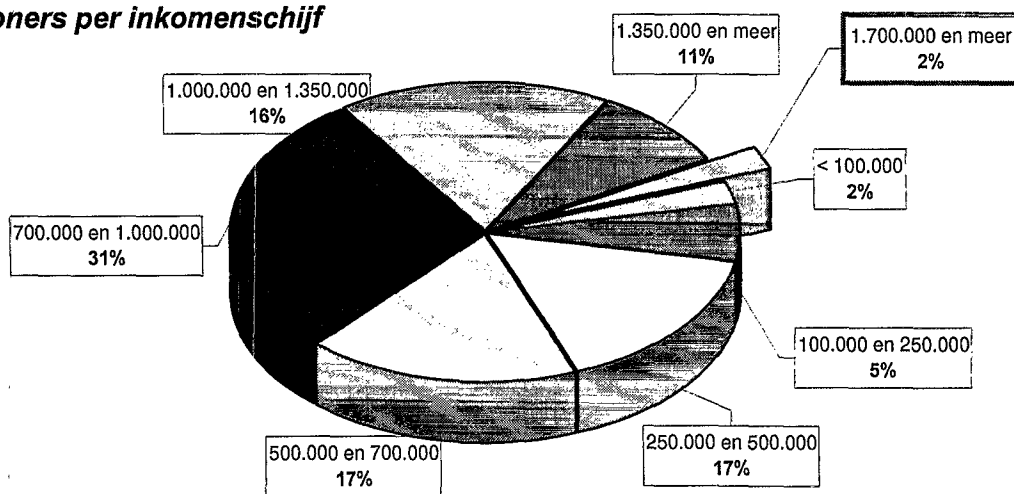 per inkomenschijf
1.350.000 en meer
11%
1.700.000 en meer
2%
1.000.000 en 1.350.000
16%
< 100.000
2%
700.000 en 1.000.000
31%
100.000 en 250.000
5%
250.000 en 500.000
17%
500.000 en 700.000
17%